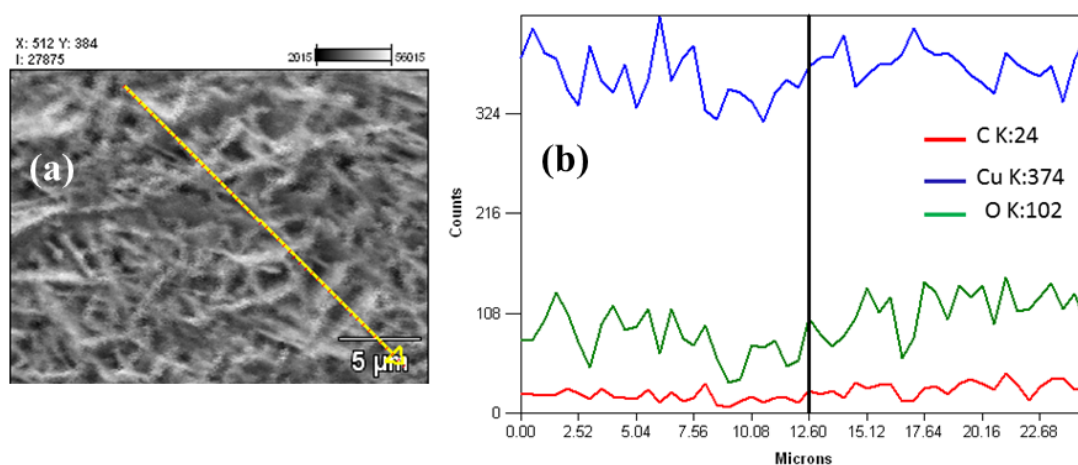 X: 512 Y: 384
I: 27875
2015 56015
(a)
5 µm
(b)
C K:24
Cu K:374
O K:102
Counts
324
216
108
0
0.00 2.52 5.04 7.56 10.08 12.60 15.12 17.64 20.16 22.68
Microns